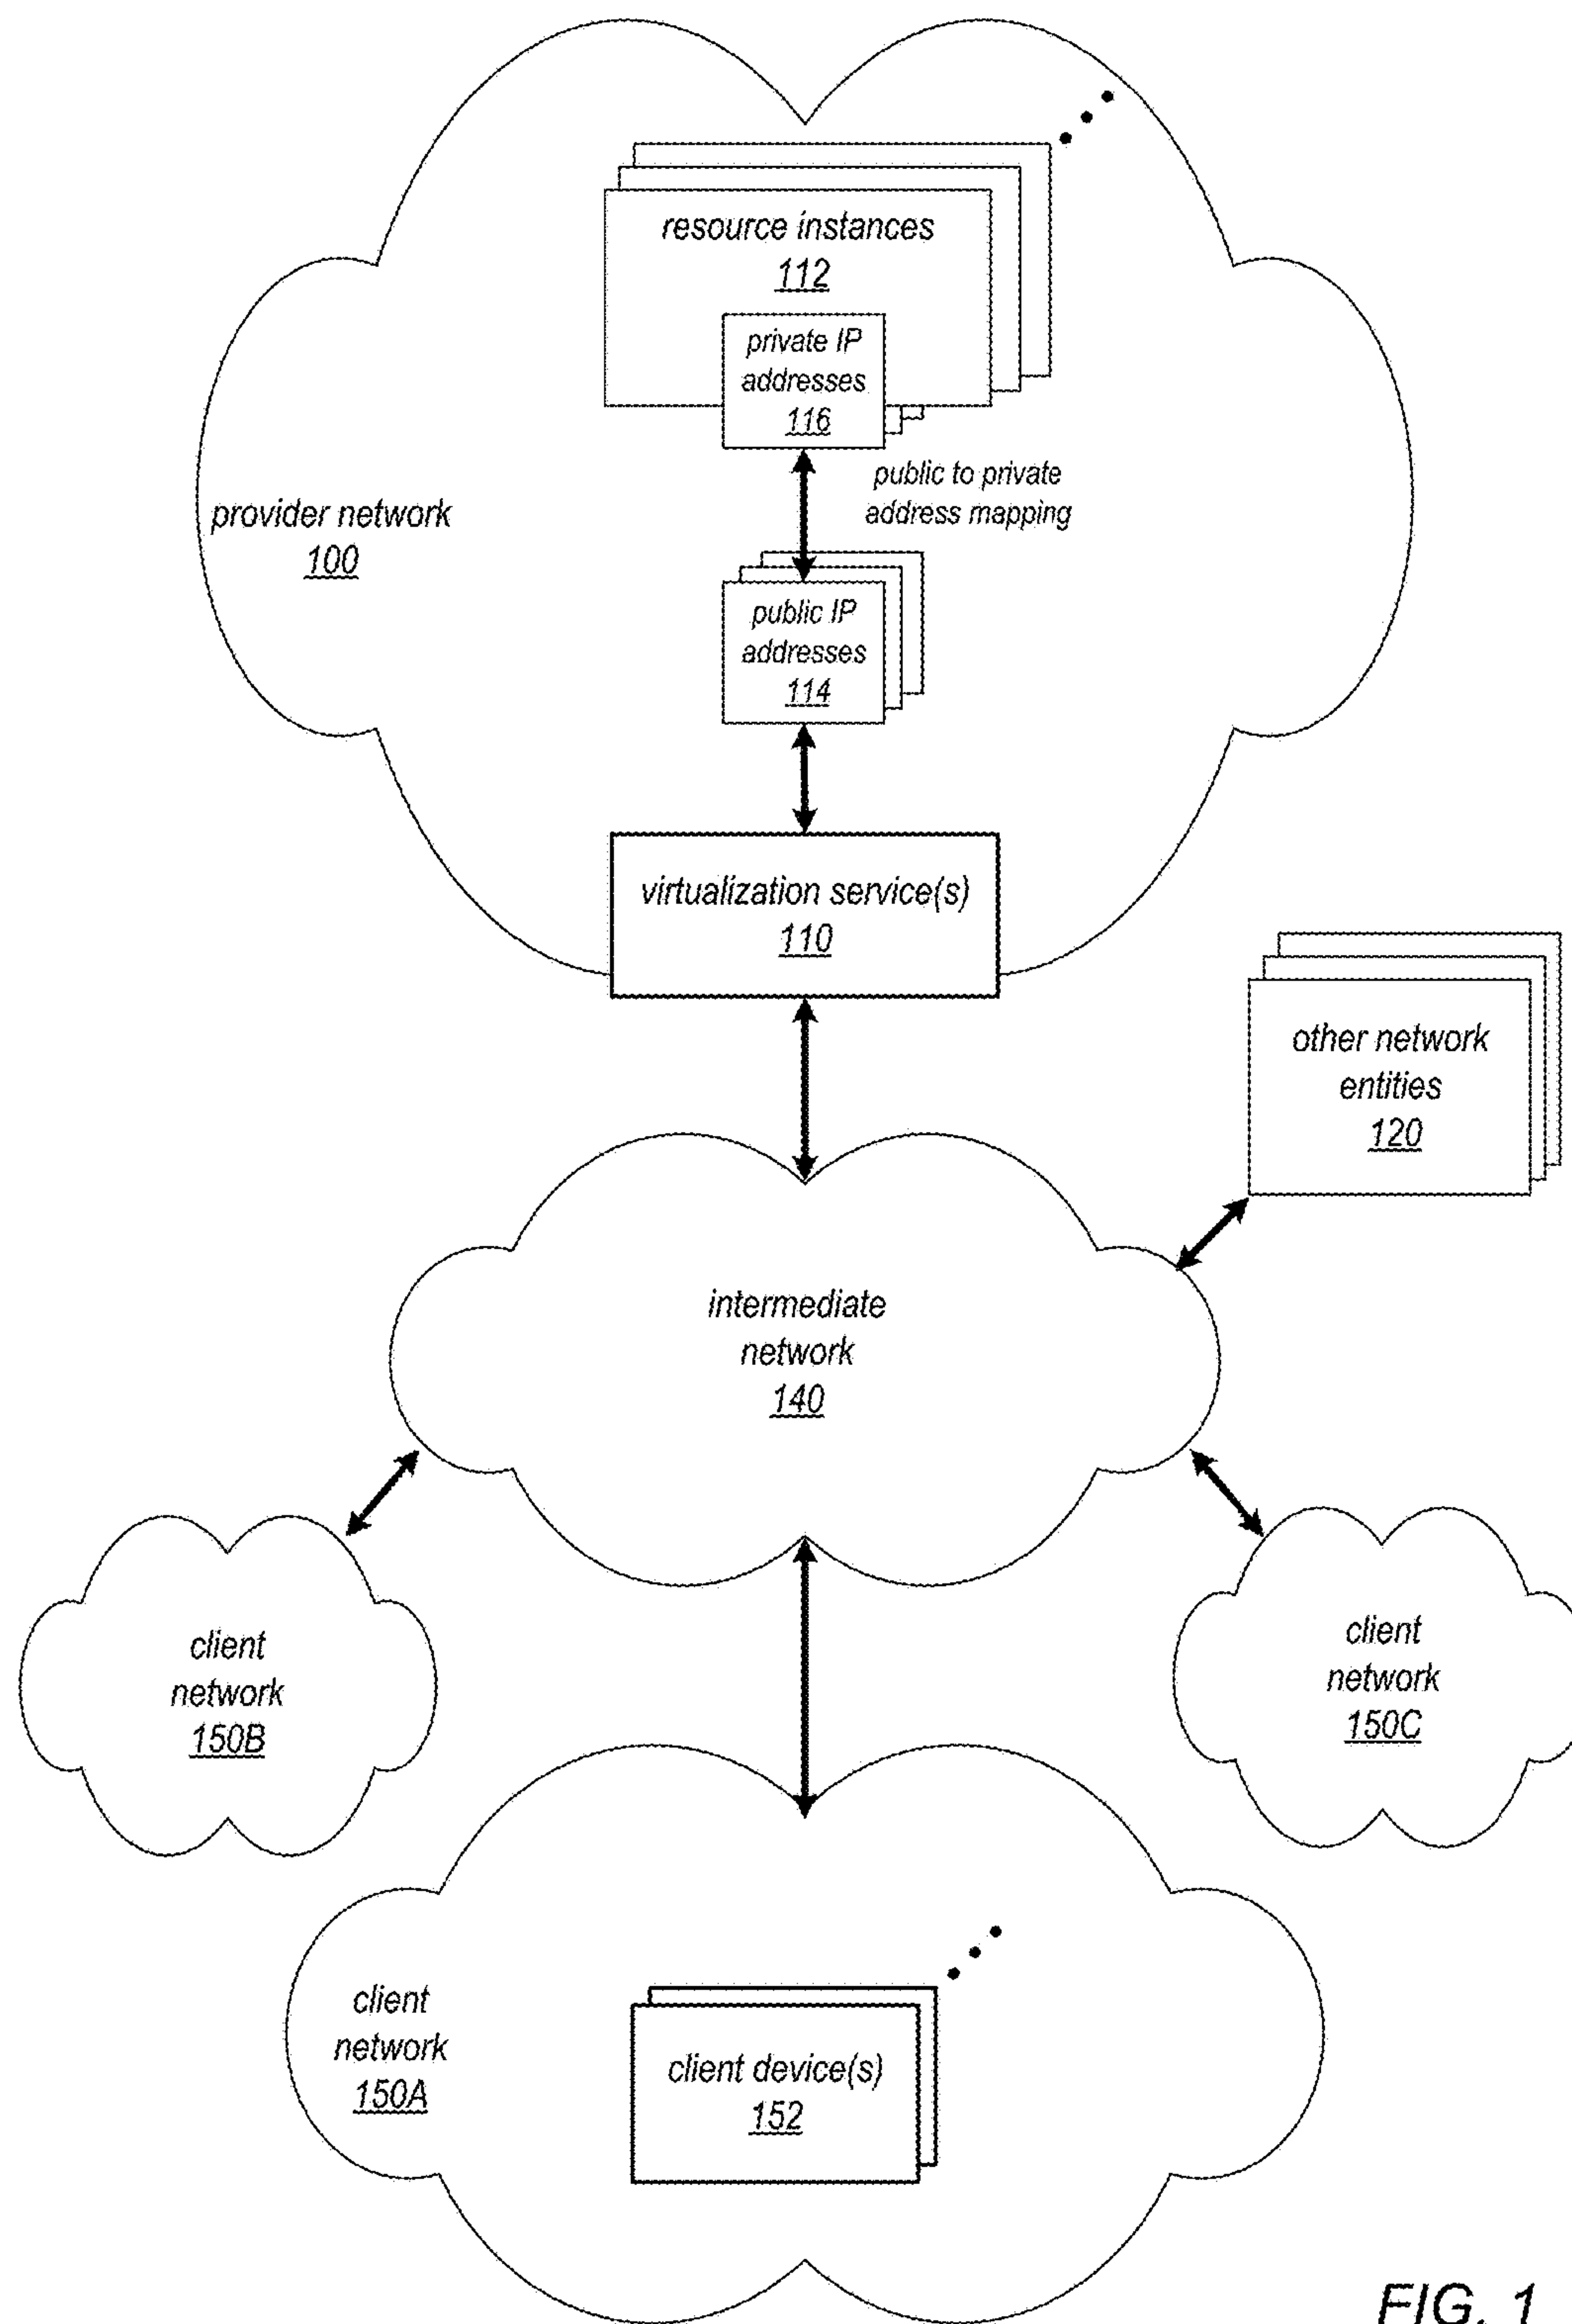 resource instances
112
private IP
addresses
116
public to private
address mapping
provider network
100
public IP
addresses
114
virtualization service(s)
110
other network
entities
120
intermediate
network
140
client
network
150B
client
network
150C
client
network
150A
client device(s)
152
FIG. 1